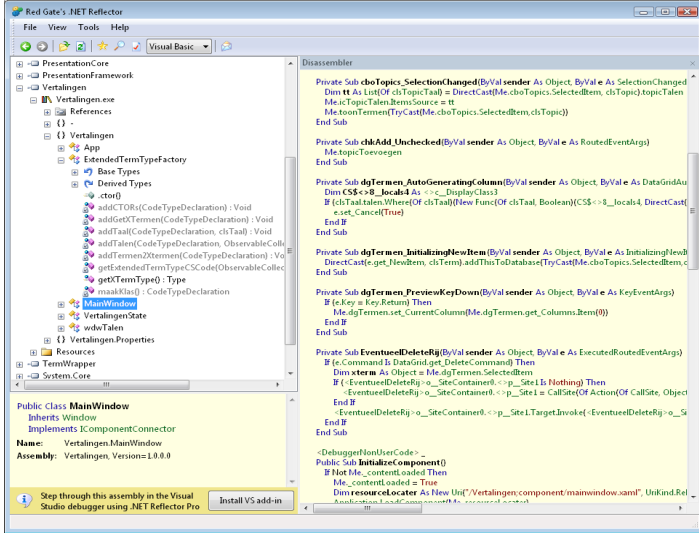 Red Gate's .NET Reflector
File View Tools Help
Visual Basic
PresentationCore
PresentationFramework
Vertalingen
Vertalingen.exe
References
{} -
{} Vertalingen
App
ExtendedTermTypeFactory
Base Types
Derived Types
.ctor()
addCTORs(CodeTypeDeclaration) : Void
addGetXTermen(CodeTypeDeclaration) : Void
addTaal(CodeTypeDeclaration, clsTaal) : Void
addTalen(CodeTypeDeclaration, ObservableCollec
addTermen2Xtermen(CodeTypeDeclaration) : Void
getExtendedTermTypeCSCode(ObservableCollec
getXTermType() : Type
maakKlas() : CodeTypeDeclaration
MainWindow
VertalingenState
wdwTalen
{} Vertalingen.Properties
Resources
TermWrapper
System.Core
Public Class MainWindow
Inherits Window
Implements IComponentConnector
Name: Vertalingen.MainWindow
Assembly: Vertalingen, Version=1.0.0.0
Step through this assembly in the Visual
Studio debugger using .NET Reflector Pro
Install VS add-in
Disassembler
Private Sub cboTopics_SelectionChanged(ByVal sender As Object, ByVal e As SelectionChanged
Dim tt As List(Of clsTopicTaal) = DirectCast(Me.cboTopics.SelectedItem, clsTopic).topicTalen
Me.icTopicTalen.ItemsSource = tt
Me.toonTermen(TryCast(Me.cboTopics.SelectedItem,clsTopic))
End Sub
Private Sub chkAdd_Unchecked(ByVal sender As Object, ByVal e As RoutedEventArgs)
Me.topicToevoegen
End Sub
Private Sub dgTermen_AutoGeneratingColumn(ByVal sender As Object, ByVal e As DataGridAu
Dim CS$<>8__locals4 As <>c__DisplayClass3
If (clsTaal.talen.Where(Of clsTaal)(New Func(Of clsTaal, Boolean)(CS$<>8__locals4, DirectCast(
e.set_Cancel(True)
End If
End Sub
Private Sub dgTermen_InitializingNewItem(ByVal sender As Object, ByVal e As InitializingNewIt
DirectCast(e.get_NewItem, clsTerm).addThisToDatabase(TryCast(Me.cboTopics.SelectedItem,c
End Sub
Private Sub dgTermen_PreviewKeyDown(ByVal sender As Object, ByVal e As KeyEventArgs)
If (e.Key = Key.Return) Then
Me.dgTermen.set_CurrentColumn(Me.dgTermen.get_Columns.Item(0))
End If
End Sub
Private Sub EventueelDeleteRij(ByVal sender As Object, ByVal e As ExecutedRoutedEventArgs)
If (e.Command Is DataGrid.get_DeleteCommand) Then
Dim xterm As Object = Me.dgTermen.SelectedItem
If (<EventueelDeleteRij>o__SiteContainer0.<>p__Site1 Is Nothing) Then
<EventueelDeleteRij>o__SiteContainer0.<>p__Site1 = CallSite(Of Action(Of CallSite, Object
End If
<EventueelDeleteRij>o__SiteContainer0.<>p__Site1.Target.Invoke(<EventueelDeleteRij>o__Si
End If
End Sub
<DebuggerNonUserCode> _
Public Sub InitializeComponent()
If Not Me._contentLoaded Then
Me._contentLoaded = True
Dim resourceLocater As New Uri("/Vertalingen;component/mainwindow.xaml", UriKind.Rel
Application.LoadComponent(Me, resourceLocater)